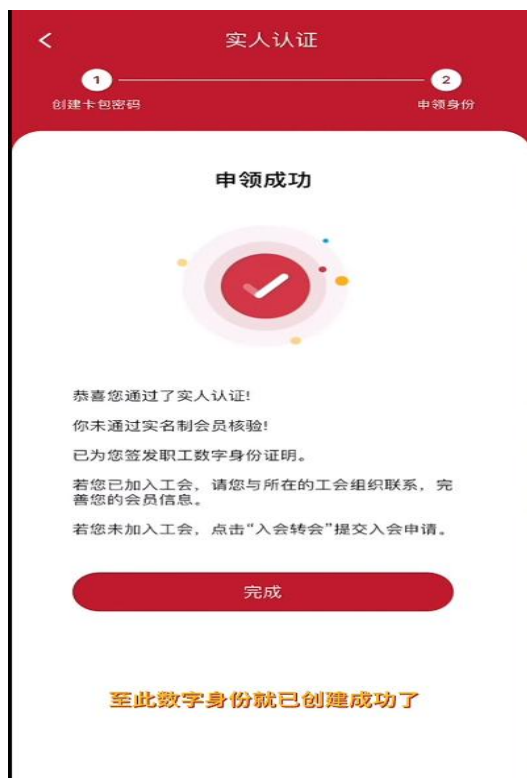 实人认证
1
2
创建卡包密码
申领身份
申领成功
恭喜您通过了实人认证!
你未通过实名制会员核验!
已为您签发职工数字身份证明。
若您已加入工会，请您与所在的工会组织联系，完
善您的会员信息。
若您未加入工会，点击“入会转会”提交入会申请。
完成
至此数字身份就已创建成功了